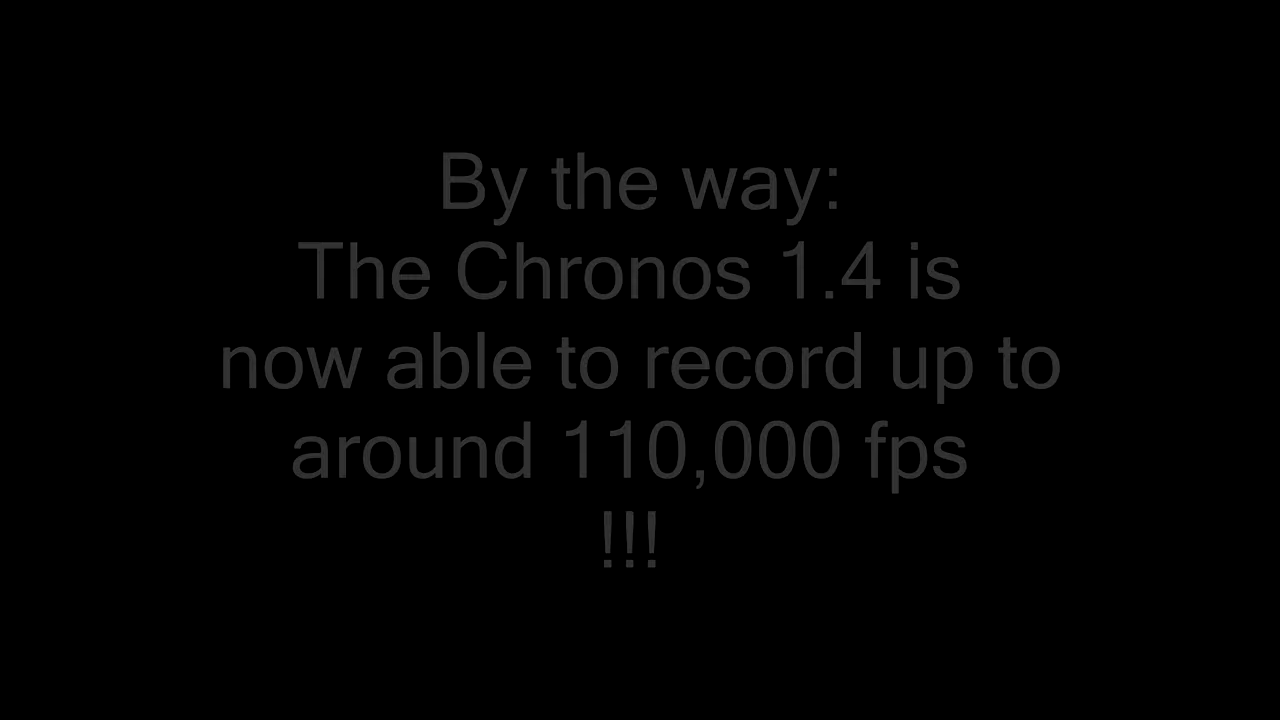 By the way:
The Chronos 1.4 is
now able to record up to
around 110,000 fps
!!!